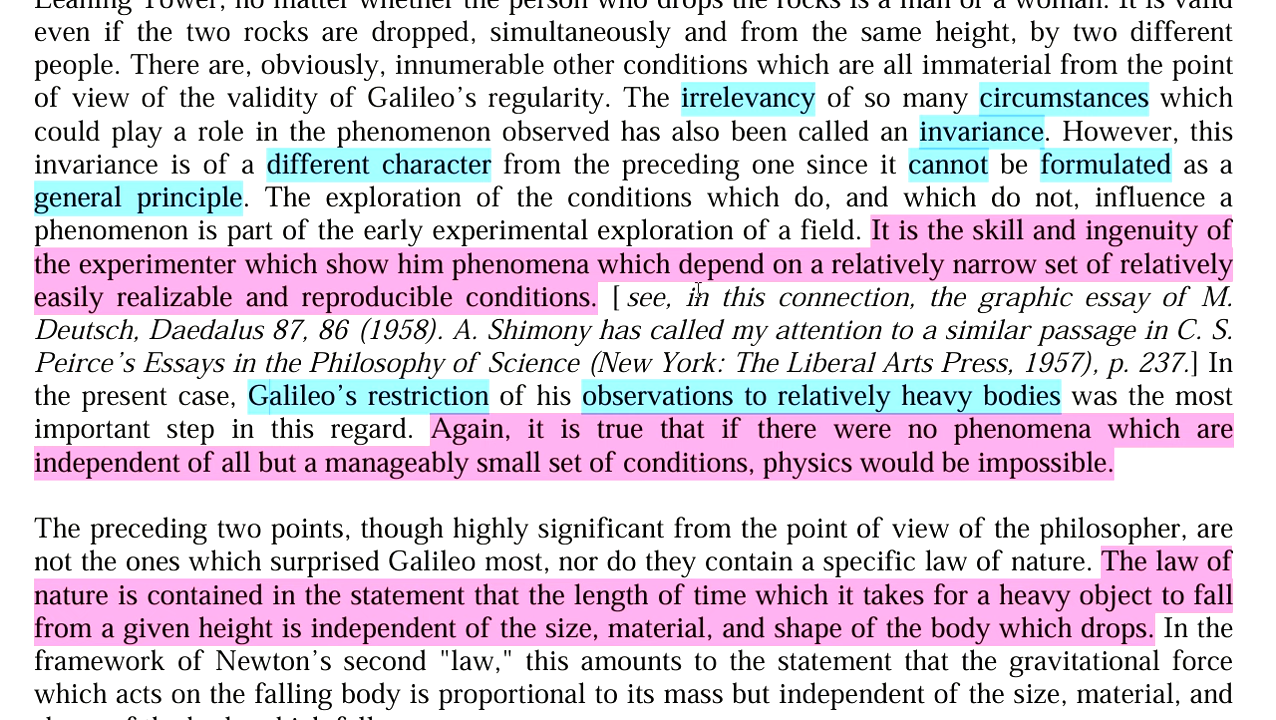 Leaning Tower, no matter whether the person who drops the rocks is a man or a woman. It is valid
even if the two rocks are dropped, simultaneously and from the same height, by two different
people. There are, obviously, innumerable other conditions which are all immaterial from the point
of view of the validity of Galileo’s regularity. The irrelevancy of so many circumstances which
could play a role in the phenomenon observed has also been called an invariance. However, this
invariance is of a different character from the preceding one since it cannot be formulated as a
general principle. The exploration of the conditions which do, and which do not, influence a
phenomenon is part of the early experimental exploration of a field. It is the skill and ingenuity of
the experimenter which show him phenomena which depend on a relatively narrow set of relatively
easily realizable and reproducible conditions. [ see, in this connection, the graphic essay of M.
Deutsch, Daedalus 87, 86 (1958). A. Shimony has called my attention to a similar passage in C. S.
Peirce’s Essays in the Philosophy of Science (New York: The Liberal Arts Press, 1957), p. 237.] In
the present case, Galileo’s restriction of his observations to relatively heavy bodies was the most
important step in this regard. Again, it is true that if there were no phenomena which are
independent of all but a manageably small set of conditions, physics would be impossible.
The preceding two points, though highly significant from the point of view of the philosopher, are
not the ones which surprised Galileo most, nor do they contain a specific law of nature. The law of
nature is contained in the statement that the length of time which it takes for a heavy object to fall
from a given height is independent of the size, material, and shape of the body which drops. In the
framework of Newton’s second "law," this amounts to the statement that the gravitational force
which acts on the falling body is proportional to its mass but independent of the size, material, and